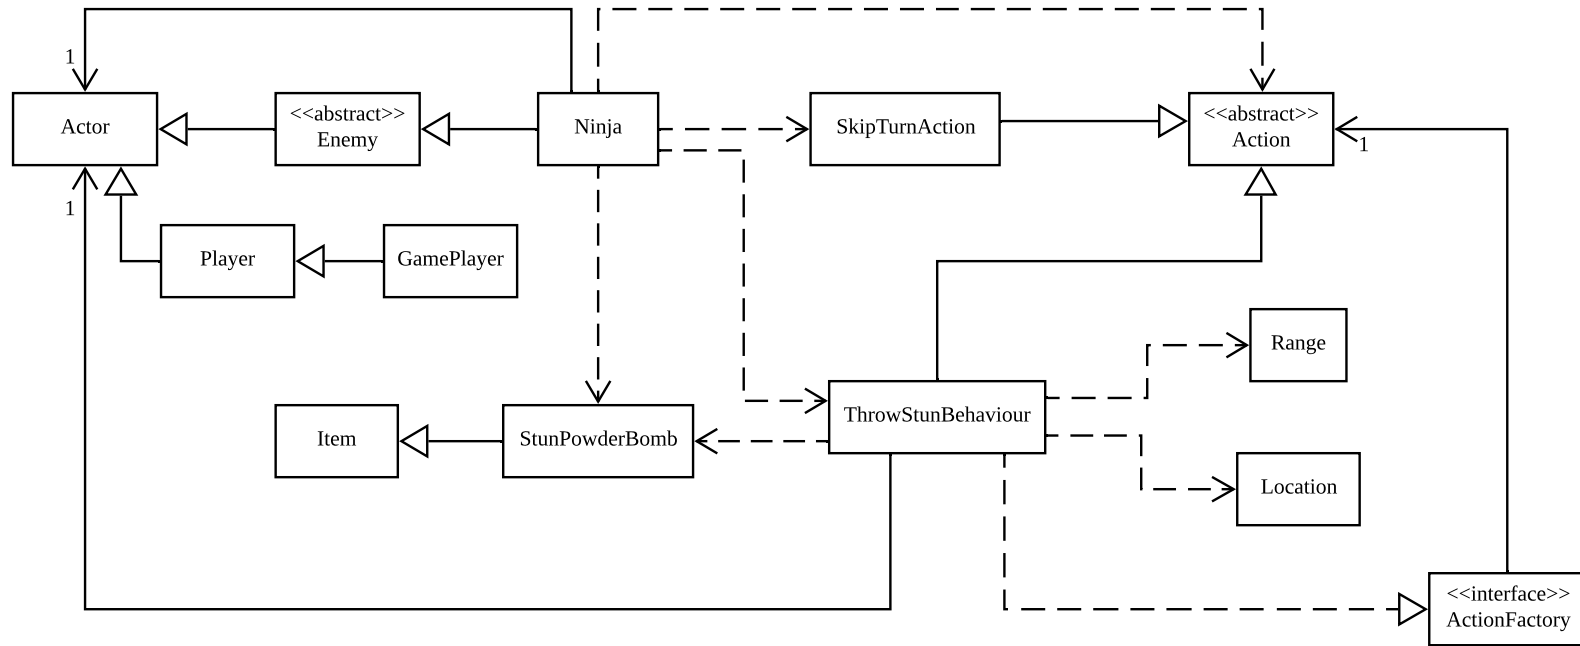 1
Actor
<<abstract>>
Enemy
Ninja
SkipTurnAction
<<abstract>>
Action
1
1
Player
GamePlayer
Range
Item
StunPowderBomb
ThrowStunBehaviour
Location
<<interface>>
ActionFactory